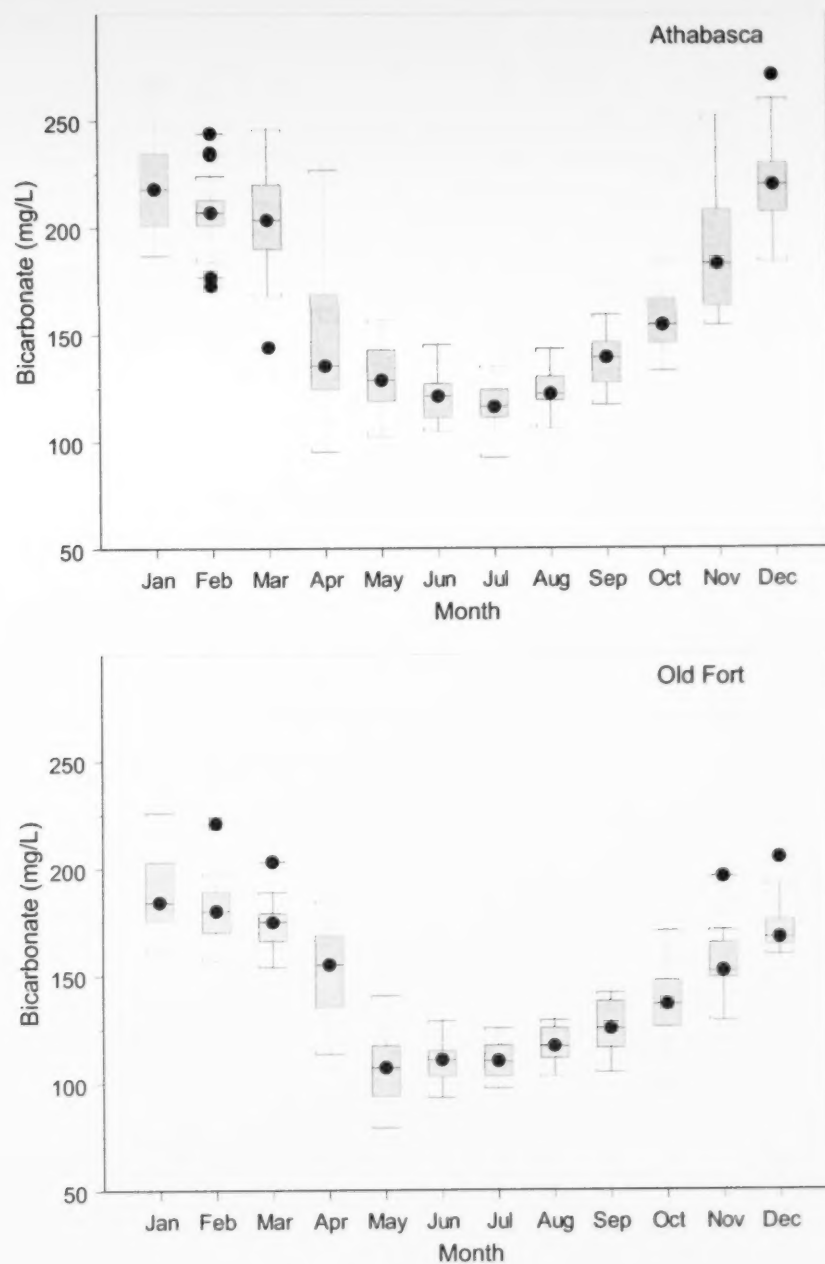 Athabasca
Bicarbonate (mg/L)
250
200
150
100
50
Jan Feb Mar Apr May Jun Jul Aug Sep Oct Nov Dec
Month
Old Fort
Bicarbonate (mg/L)
250
200
150
100
50
Jan Feb Mar Apr May Jun Jul Aug Sep Oct Nov Dec
Month